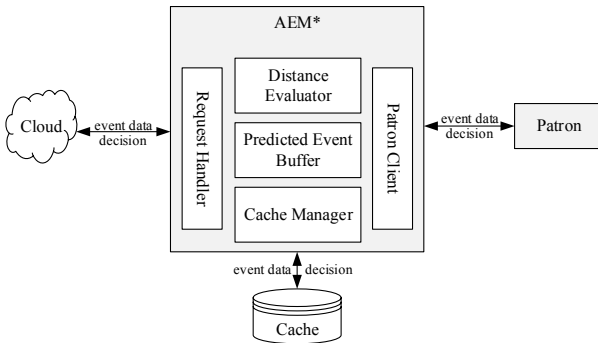 AEM*
Cloud
event data
decision
Request Handler
Distance
Evaluator
Predicted Event
Buffer
Cache Manager
Patron Client
event data
decision
Patron
event data decision
Cache